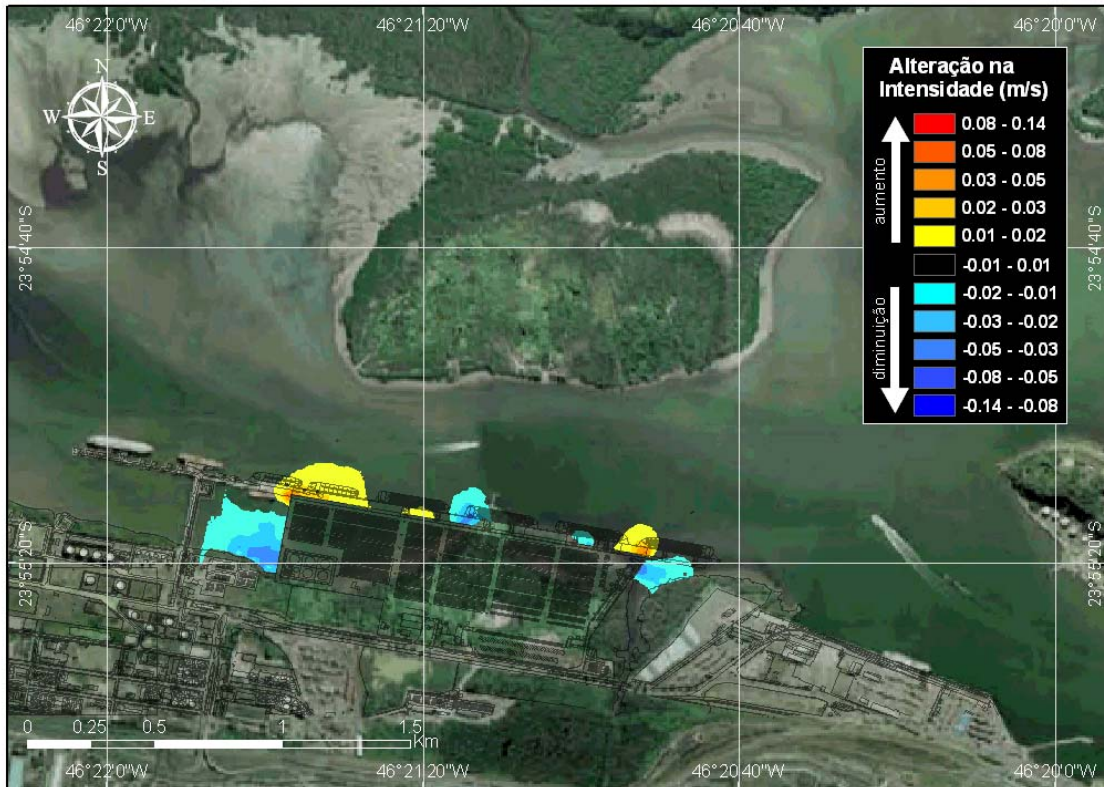 46°22'0"W
46°21'20"W
46°20'40"W
46°20'0"W
N
W
E
S
Alteração na
Intensidade (m/s)
aumento
0.08 - 0.14
0.05 - 0.08
0.03 - 0.05
0.02 - 0.03
0.01 - 0.02
-0.01 - 0.01
diminuição
-0.02 - -0.01
-0.03 - -0.02
-0.05 - -0.03
-0.08 - -0.05
-0.14 - -0.08
23°54'40"S
23°54'40"S
23°55'20"S
23°55'20"S
0 0.25 0.5 1 1.5
Km
46°22'0"W
46°21'20"W
46°20'40"W
46°20'0"W